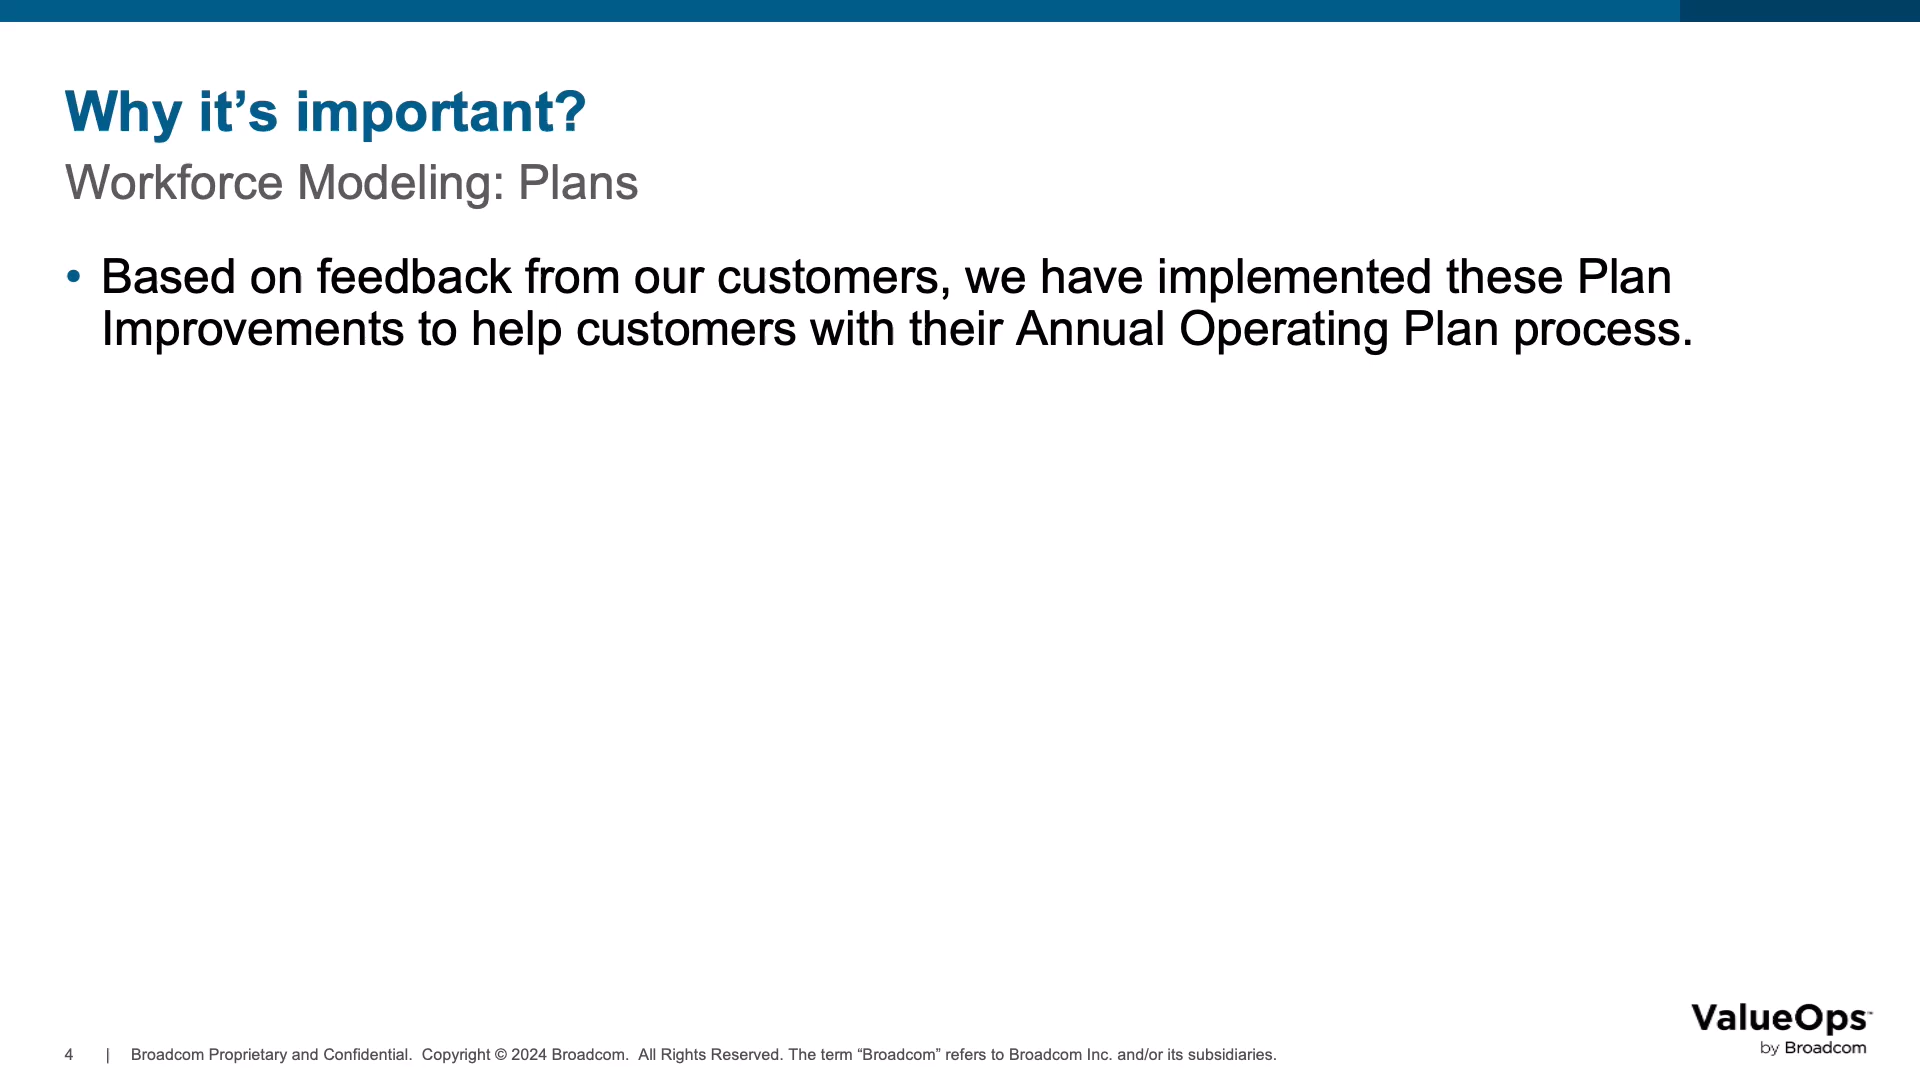 Why it’s important?
Workforce Modeling: Plans
• Based on feedback from our customers, we have implemented these Plan
Improvements to help customers with their Annual Operating Plan process.
ValueOps™
by Broadcom
4 | Broadcom Proprietary and Confidential. Copyright © 2024 Broadcom. All Rights Reserved. The term “Broadcom” refers to Broadcom Inc. and/or its subsidiaries.